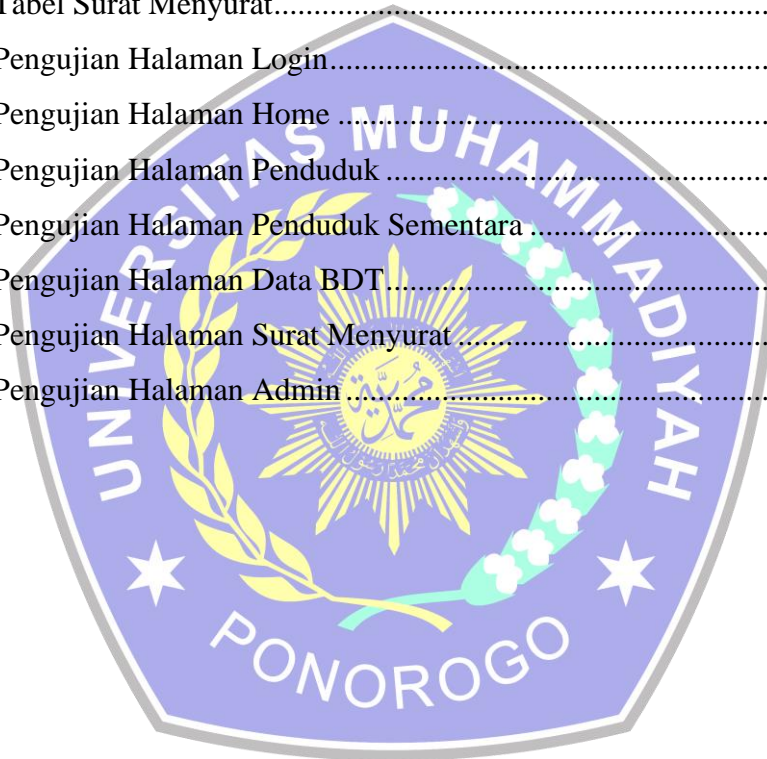 Tabel Surat Menyurat.............................................................
Pengujian Halaman Login......................................................
Pengujian Halaman Home .....................................................
Pengujian Halaman Penduduk ...............................................
Pengujian Halaman Penduduk Sementara .............................
Pengujian Halaman Data BDT...............................................
Pengujian Halaman Surat Menyurat ......................................
Pengujian Halaman Admin ....................................................
UNIVERSITAS MUHAMMADIYAH
محمدية
PONOROGO